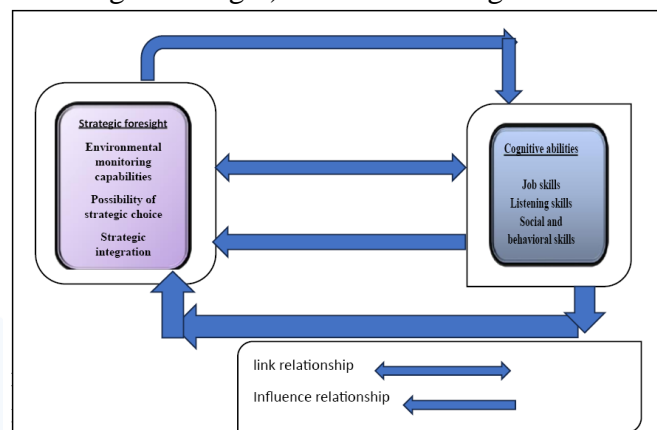 Strategic foresight
Environmental
monitoring
capabilities
Possibility of
strategic choice
Strategic
integration
Cognitive abilities
Job skills
Listening skills
Social and
behavioral skills
link relationship
Influence relationship